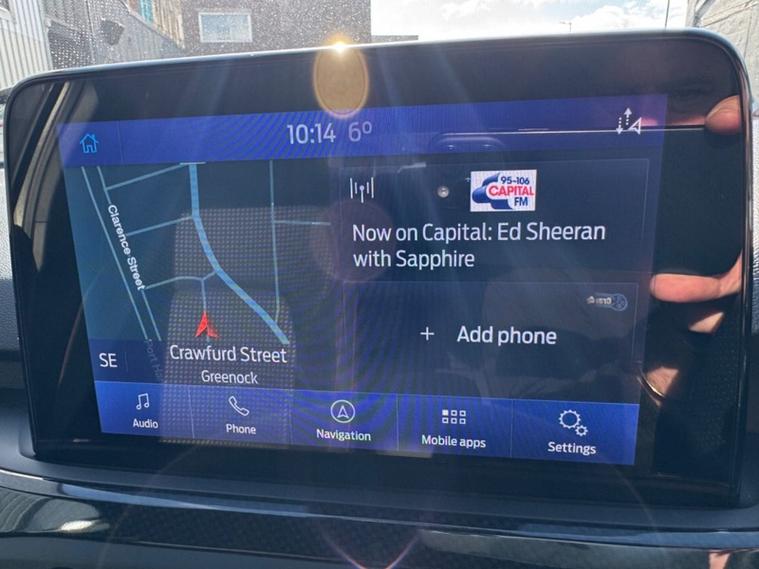 10:14 6°
95-106
CAPITAL
FM
Clarence Street
Now on Capital: Ed Sheeran
with Sapphire
+ Add phone
SE
Crawfurd Street
Greenock
Audio
Phone
Navigation
Mobile apps
Settings